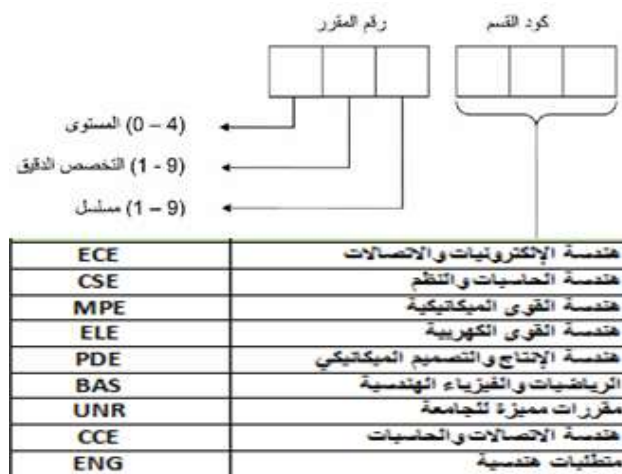 كود القسم رقم المقرر
(0 – 4) المستوى
(1 - 9) التخصص الدقيق
(1 – 9) مسلسل
هندسة الإلكترونيات والاتصالات ECE
هندسة الحاسبات والنظم CSE
هندسة القوى الميكانيكية MPE
هندسة القوى الكهربية ELE
هندسة الإنتاج والتصميم الميكانيكي PDE
الرياضيات والفيزياء الهندسية BAS
مقررات مميزة للجامعة UNR
هندسة الاتصالات والحاسبات CCE
متطلبات هندسية ENG